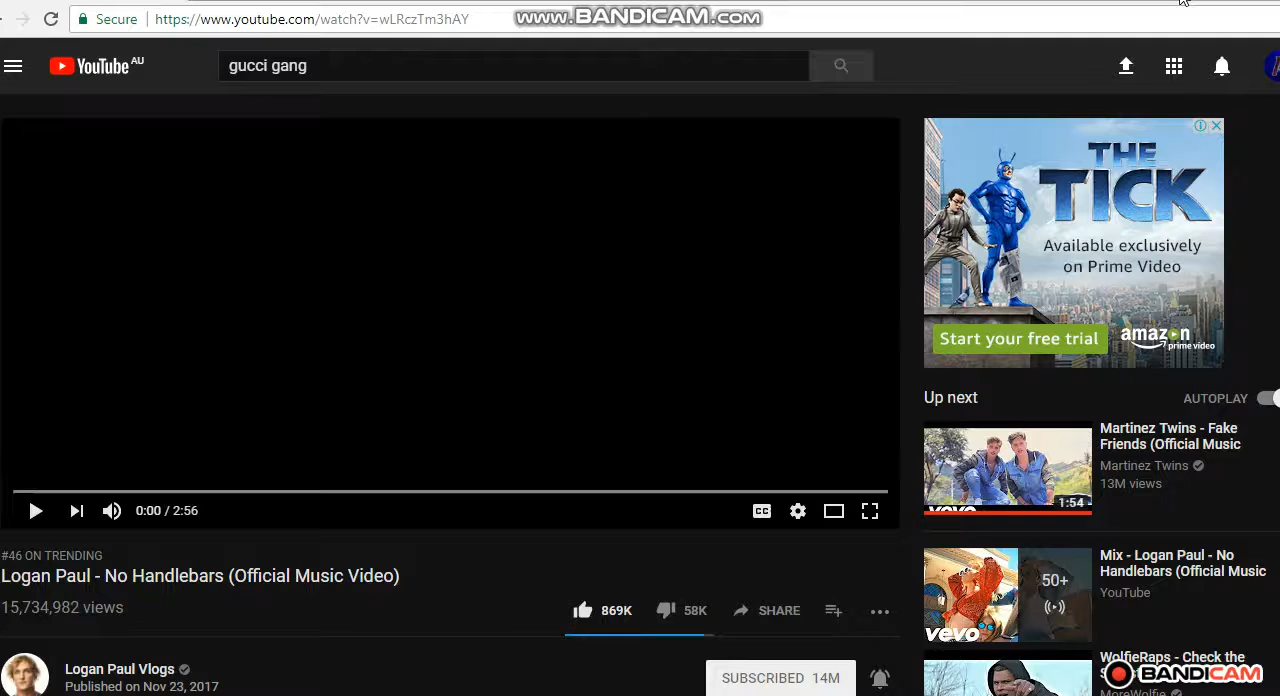 Secure
https://www.youtube.com/watch?v=wLRczTm3hAY
www.BANDICAM.com
YouTube AU
gucci gang
THE
TICK
Available exclusively
on Prime Video
Start your free trial
amazon
prime video
Up next
AUTOPLAY
Martinez Twins - Fake
Friends (Official Music
Martinez Twins
13M views
1:54
vevo
0:00 / 2:56
CC
#46 ON TRENDING
Logan Paul - No Handlebars (Official Music Video)
15,734,982 views
869K
58K
SHARE
Mix - Logan Paul - No
Handlebars (Official Music
YouTube
50+
vevo
Logan Paul Vlogs
Published on Nov 23, 2017
SUBSCRIBED 14M
WolfieRaps - Check the
MoreWolfie
BANDICAM